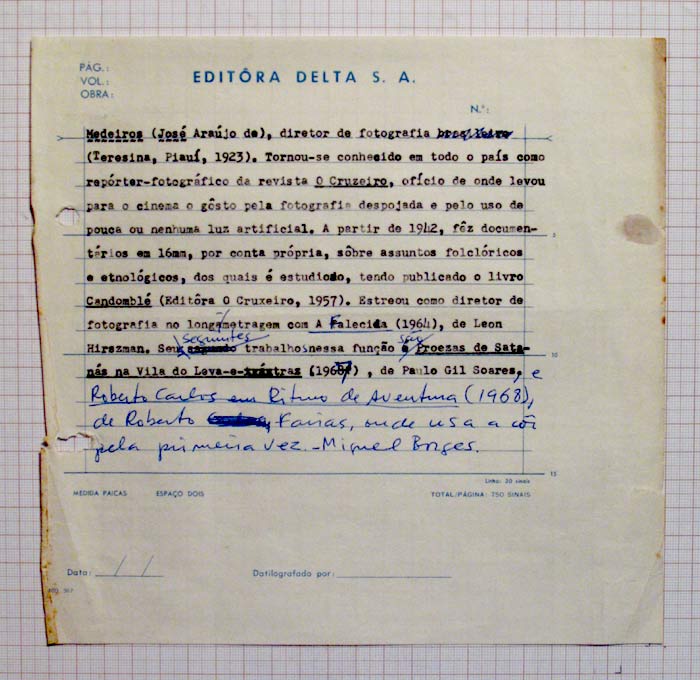 PÁG.:
VOL.:
OBRA:
EDITÔRA DELTA S. A.
N.º:
Medeiros (José Araújo de), diretor de fotografia brasileiro
(Teresina, Piauí, 1923). Tornou-se conhecido em todo o país como
repórter-fotográfico da revista O Cruzeiro, ofício de onde levou
para o cinema o gôsto pela fotografia despojada e pelo uso de
pouca ou nenhuma luz artificial. A partir de 1942, fêz documen-
5
tários em 16mm, por conta própria, sôbre assuntos folclóricos
e etnológicos, dos quais é estudioso, tendo publicado o livro
Candomblé (Editôra O Cruxeiro, 1957). Estreou como diretor de
fotografia no longa/metragem com A Falecida (1964), de Leon
seguintes
são
Hirszman. Seus trabalhos nessa função Proezas de Sata-
10
nás na Vila do Leva-e-Traz (1967), de Paulo Gil Soares, e
Roberto Carlos em Ritmo de Aventura (1968),
de Roberto Farias, onde usa a côr
pela primeira vez. - Miguel Borges.
15
Linha: 50 sinais
MEDIDA PAICAS ESPAÇO DOIS TOTAL/PÁGINA: 750 SINAIS
Data: / / Datilografado por: